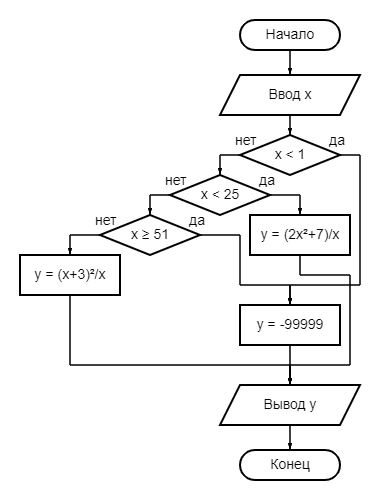 Начало
Ввод x
нет
да
x < 1
нет
да
x < 25
нет
да
x ≥ 51
y = (2x²+7)/x
y = (x+3)²/x
y = -99999
Вывод y
Конец